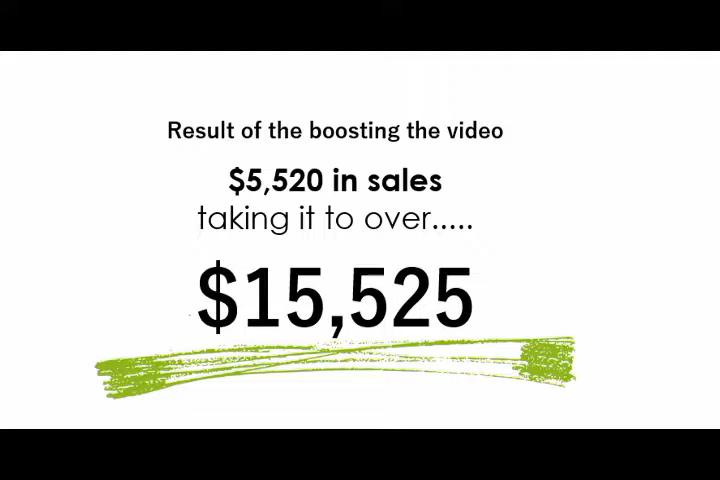 Result of the boosting the video
$5,520 in sales
taking it to over.....
$15,525